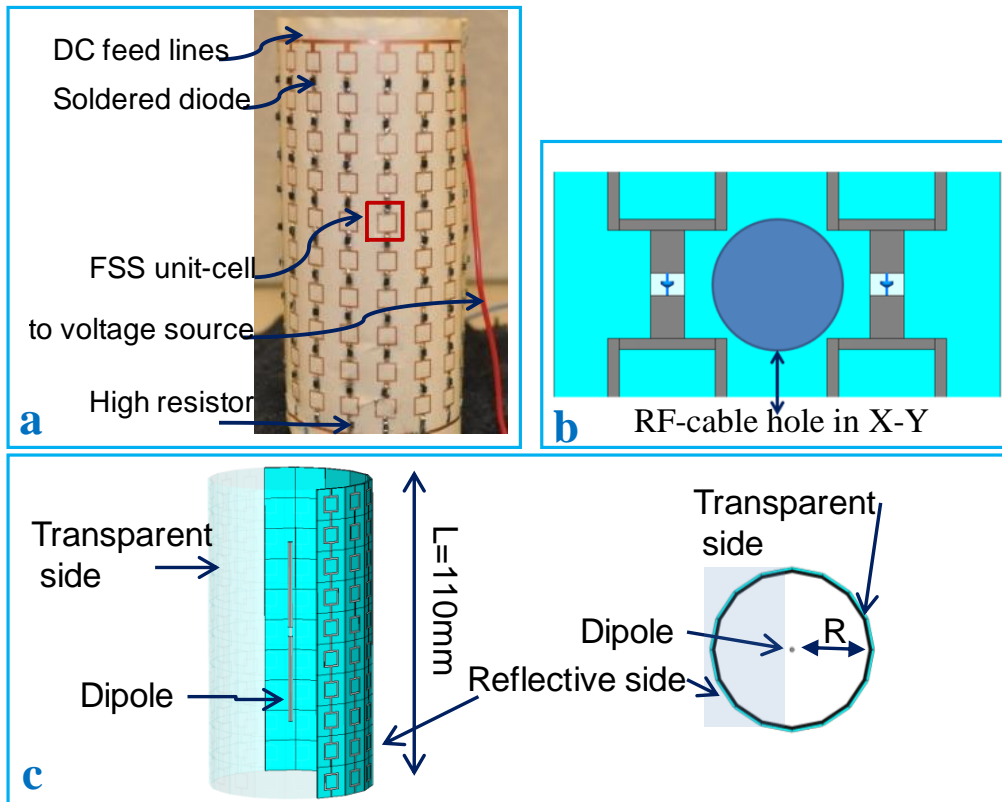 DC feed lines
Soldered diode
FSS unit-cell
to voltage source
High resistor
a
RF-cable hole in X-Y
b
Transparent
side
Dipole
L=110mm
Transparent
side
Dipole
R
Reflective side
c